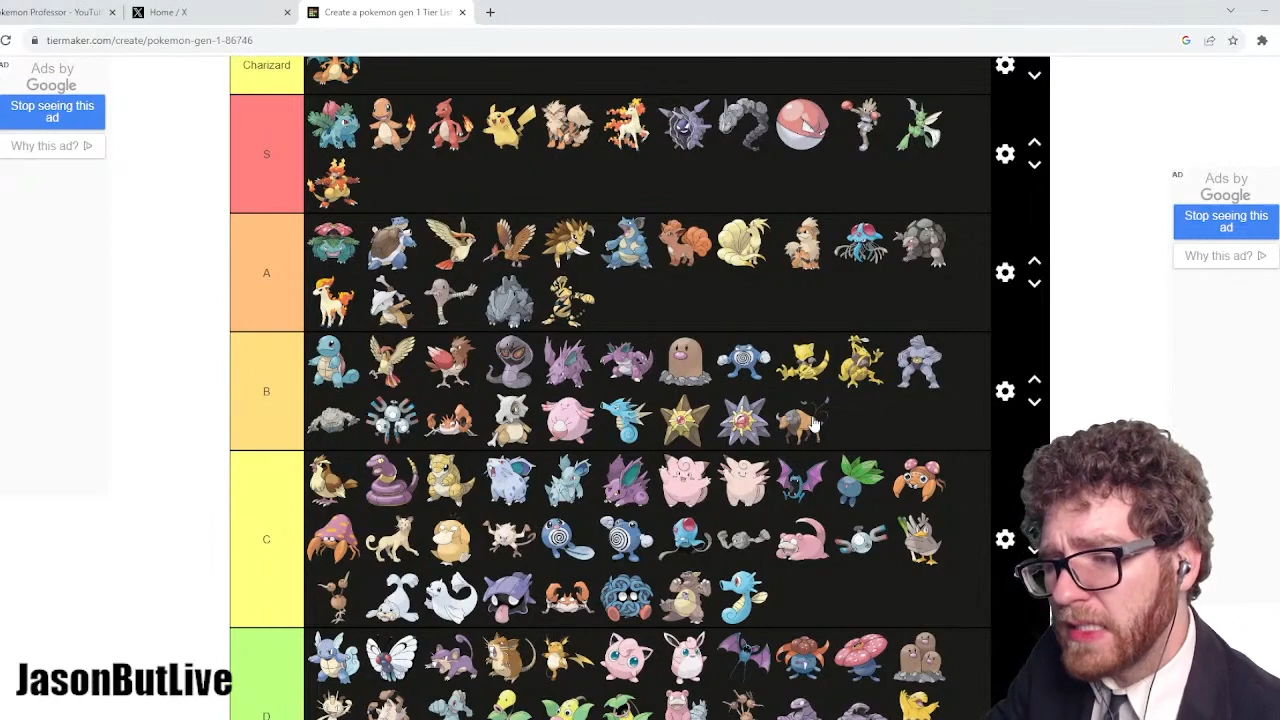 okemon Professor - YouTu
Home / X
Create a pokemon gen 1 Tier List
tiermaker.com/create/pokemon-gen-1-86746
Ads by
Google
Stop seeing this
ad
Why this ad?
Charizard
S
A
B
C
D
AD
Ads by
Google
Stop seeing this
ad
Why this ad?
JasonButLive